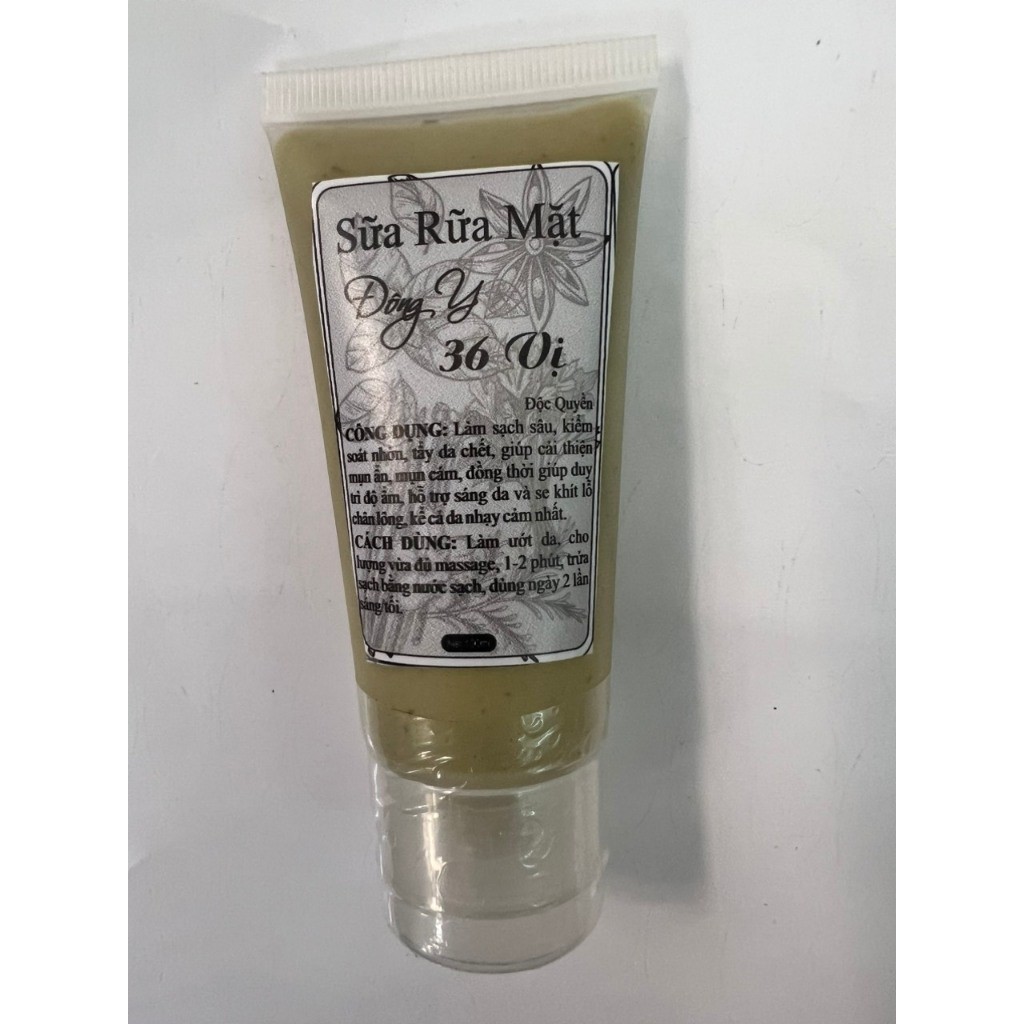 Sữa Rữa Mặt
Đông Y
36 Vị
Độc Quyền
CÔNG DỤNG: Làm sạch sâu, kiểm
soát nhờn, tẩy da chết, giúp cải thiện
mụn ẩn, mụn cám, đồng thời giúp duy
trì độ ẩm, hỗ trợ sáng da và se khít lỗ
chân lông, kể cả da nhạy cảm nhất.
CÁCH DÙNG: Làm ướt da, cho
lượng vừa đủ massage, 1-2 phút, trửa
sạch bằng nước sạch, dùng ngày 2 lần
sáng/tối.